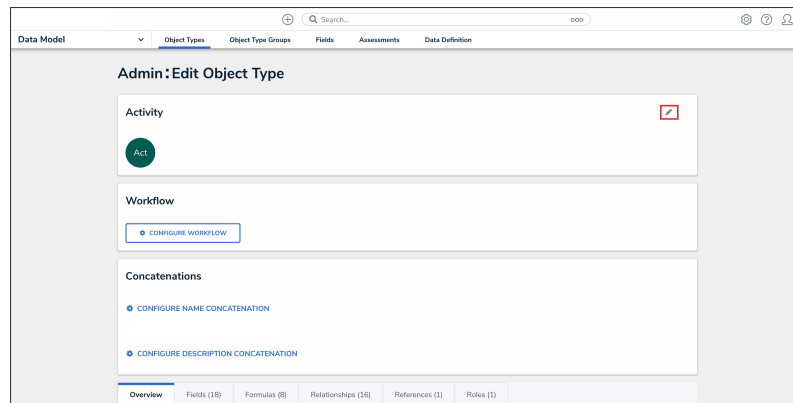 Search...
Data Model
Object Types
Object Type Groups
Fields
Assessments
Data Definition
Admin: Edit Object Type
Activity
Act
Workflow
CONFIGURE WORKFLOW
Concatenations
CONFIGURE NAME CONCATENATION
CONFIGURE DESCRIPTION CONCATENATION
Overview
Fields (18)
Formulas (8)
Relationships (16)
References (1)
Roles (1)